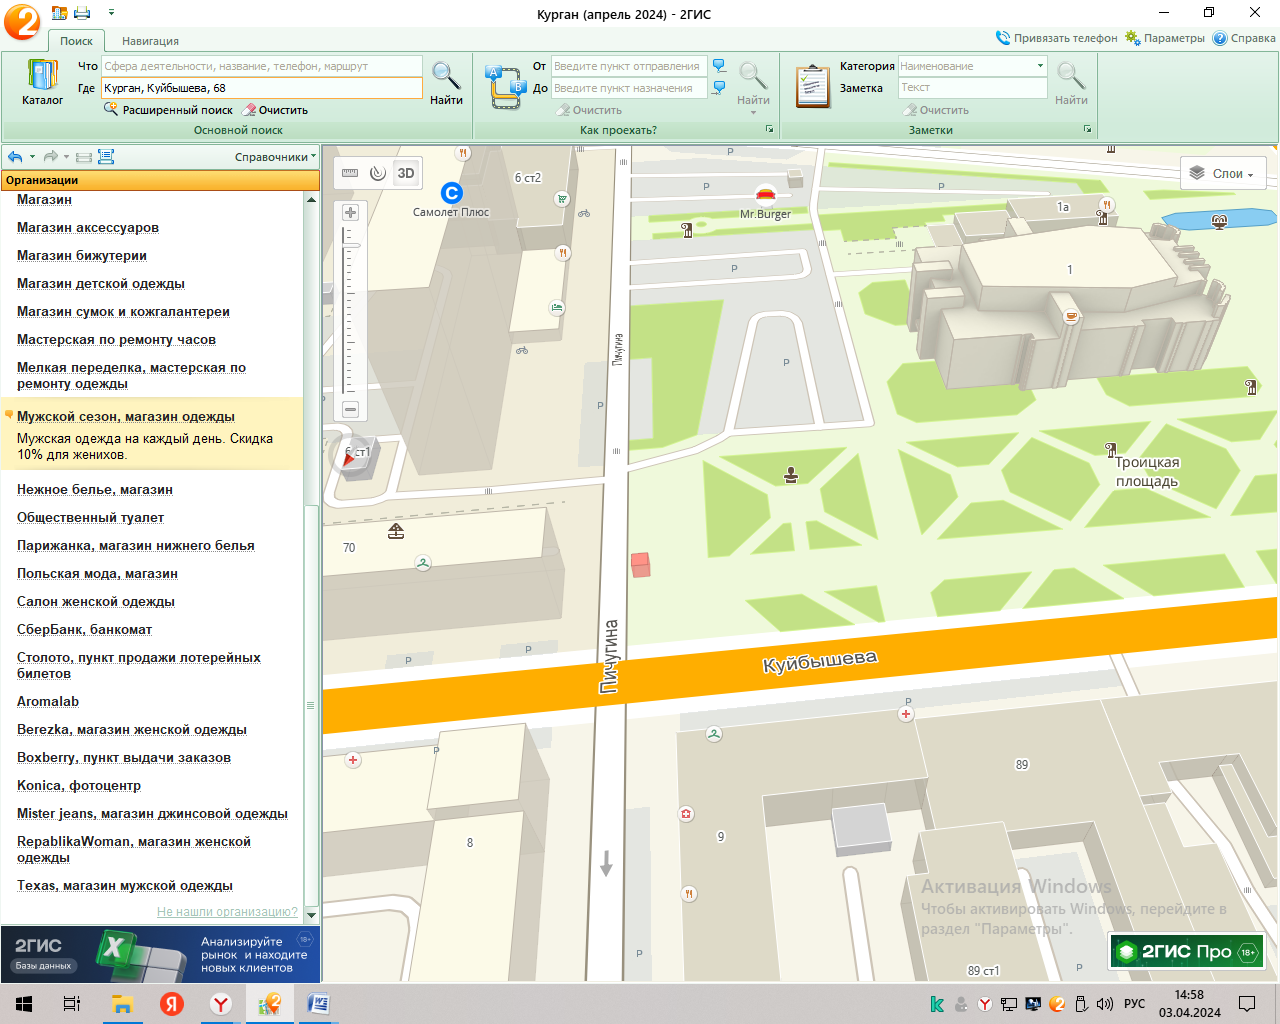 Курган (апрель 2024) - 2ГИС
Поиск
Навигация
Привязать телефон
Параметры
Справка
Каталог
Что
Сфера деятельности, название, телефон, маршрут
Где
Курган, Куйбышева, 68
Расширенный поиск
Очистить
Найти
Основной поиск
От
Введите пункт отправления
До
Введите пункт назначения
Очистить
Найти
Как проехать?
Категория
Наименование
Заметка
Текст
Очистить
Найти
Заметки
Справочники
Организации
Магазин
Магазин аксессуаров
Магазин бижутерии
Магазин детской одежды
Магазин сумок и кожгалантереи
Мастерская по ремонту часов
Мелкая переделка, мастерская по
ремонту одежды
Мужской сезон, магазин одежды
Мужская одежда на каждый день. Скидка
10% для женихов.
Нежное белье, магазин
Общественный туалет
Парижанка, магазин нижнего белья
Польская мода, магазин
Салон женской одежды
СберБанк, банкомат
Столото, пункт продажи лотерейных
билетов
Aromalab
Berezka, магазин женской одежды
Boxberry, пункт выдачи заказов
Konica, фотоцентр
Mister jeans, магазин джинсовой одежды
RepablikaWoman, магазин женской
одежды
Texas, магазин мужской одежды
Не нашли организацию?
2ГИС
Базы данных
Анализируйте
рынок и находите
новых клиентов
18+
3D
Слои
6 ст2
Самолет Плюс
Mr.Burger
1а
1
Пичугина
6 ст1
Троицкая
площадь
70
Пичугина
Куйбышева
8
9
89
89 ст1
P
P
P
P
P
P
P
P
P
P
P
P
Активация Windows
Чтобы активировать Windows, перейдите в
раздел "Параметры".
2ГИС Про
18+
РУС
14:58
03.04.2024